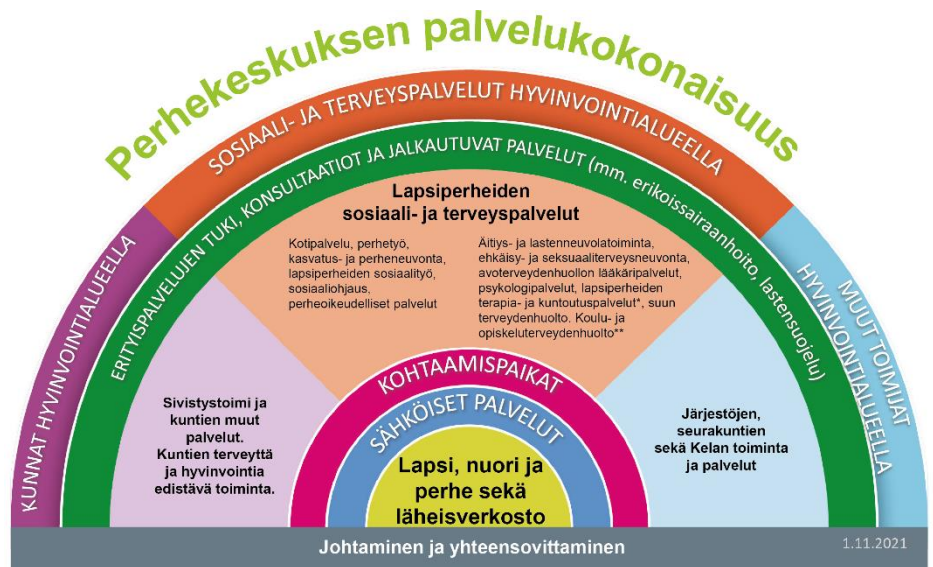 Perhekeskuksen palvelukokonaisuus
SOSIAALI- JA TERVEYSPALVELUT HYVINVOINTIALUEELLA
KUNNAT HYVINVOINTIALUEELLA
MUUT TOIMIJAT
HYVINVOINTIALUEELLA
ERITYISPALVELUJEN TUKI, KONSULTAATIOT JA JALKAUTUVAT PALVELUT (mm. erikoissairaanhoito, lastensuojelu)
Lapsiperheiden
sosiaali- ja terveyspalvelut
Kotipalvelu, perhetyö,
kasvatus- ja perheneuvonta,
lapsiperheiden sosiaalityö,
sosiaaliohjaus,
perheoikeudelliset palvelut
Äitiys- ja lastenneuvolatoiminta,
ehkäisy- ja seksuaaliterveysneuvonta,
avoterveydenhuollon lääkäripalvelut,
psykologipalvelut, lapsiperheiden
terapia- ja kuntoutuspalvelut*, suun
terveydenhuolto. Koulu- ja
opiskeluterveydenhuolto**
Sivistystoimi ja
kuntien muut
palvelut.
Kuntien terveyttä
ja hyvinvointia
edistävä toiminta.
Järjestöjen,
seurakuntien
sekä Kelan toiminta
ja palvelut
KOHTAAMISPAIKAT
SÄHKÖISET PALVELUT
Lapsi, nuori ja
perhe sekä
läheisverkosto
Johtaminen ja yhteensovittaminen
1.11.2021